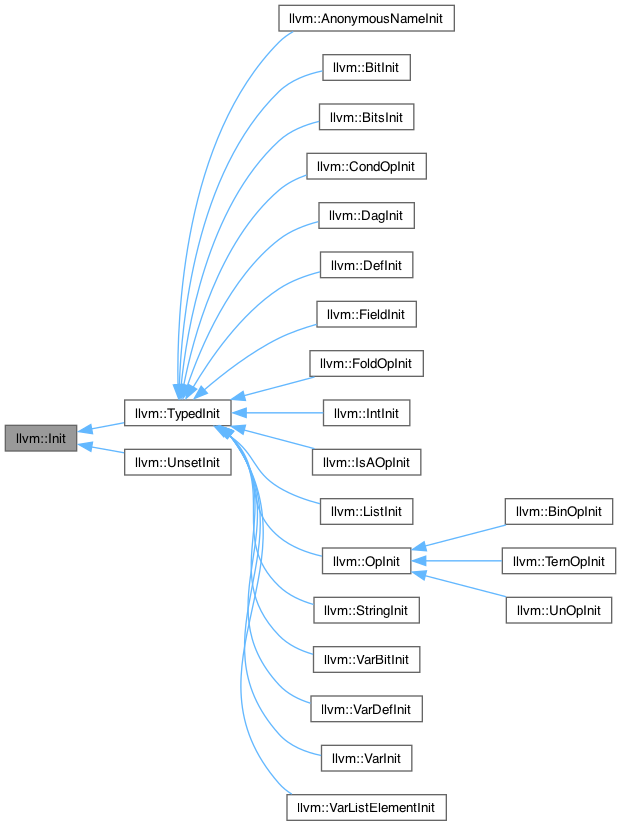 llvm::Init
llvm::TypedInit
llvm::UnsetInit
llvm::AnonymousNameInit
llvm::BitInit
llvm::BitsInit
llvm::CondOpInit
llvm::DagInit
llvm::DefInit
llvm::FieldInit
llvm::FoldOpInit
llvm::IntInit
llvm::IsAOpInit
llvm::ListInit
llvm::OpInit
llvm::StringInit
llvm::VarBitInit
llvm::VarDefInit
llvm::VarInit
llvm::VarListElementInit
llvm::BinOpInit
llvm::TernOpInit
llvm::UnOpInit